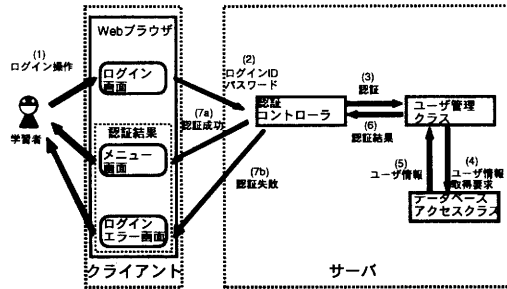 Webブラウザ
(1)
ログイン操作
ログイン
画面
(2)
ログインID
パスワード
認証
コントローラ
(3)
認証
(6)
認証結果
ユーザ管理
クラス
学習者
認証結果
メニュー
画面
(7a)
認証成功
(7b)
認証失敗
(5)
ユーザ情報
(4)
ユーザ情報
取得要求
データベース
アクセスクラス
ログイン
エラー画面
クライアント
サーバ